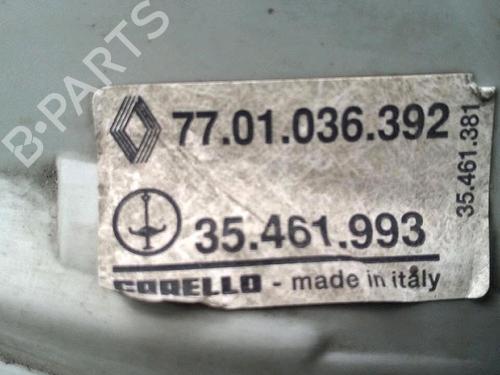 B-PARTS
77.01.036.392
35.461.993
35.461.381
CARELLO - made in italy